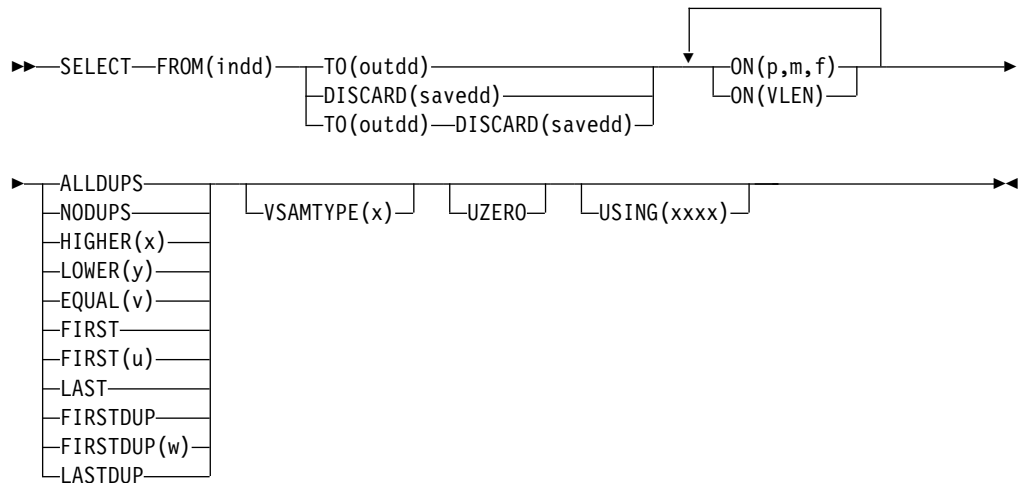 SELECT FROM(indd) TO(outdd) ON(p,m,f)
DISCARD(savedd) ON(VLEN)
TO(outdd) DISCARD(savedd)
ALLDUPS
NODUPS VSAMTYPE(x) UZERO USING(xxxx)
HIGHER(x)
LOWER(y)
EQUAL(v)
FIRST
FIRST(u)
LAST
FIRSTDUP
FIRSTDUP(w)
LASTDUP